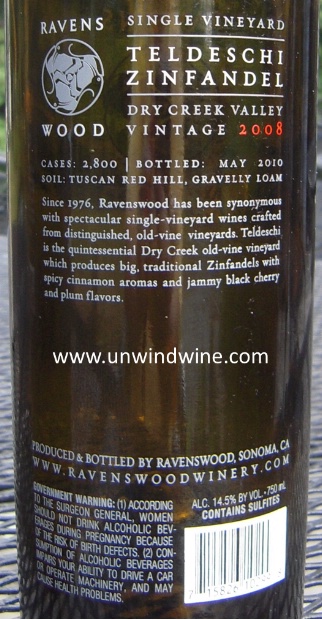 RAVENS
WOOD
SINGLE VINEYARD
TELDESCHI
ZINFANDEL
DRY CREEK VALLEY
VINTAGE 2008
CASES: 2,800 | BOTTLED: MAY 2010
SOIL: TUSCAN RED HILL, GRAVELLY LOAM
Since 1976, Ravenswood has been synonymous
with spectacular single-vineyard wines crafted
from distinguished, old-vine vineyards. Teldeschi
is the quintessential Dry Creek old-vine vineyard
which produces big, traditional Zinfandels with
spicy cinnamon aromas and jammy black cherry
and plum flavors.
www.unwindwine.com
PRODUCED & BOTTLED BY RAVENSWOOD, SONOMA, CA
WWW.RAVENSWOODWINERY.COM
GOVERNMENT WARNING: (1) ACCORDING
TO THE SURGEON GENERAL, WOMEN
SHOULD NOT DRINK ALCOHOLIC BEV-
ERAGES DURING PREGNANCY BECAUSE
OF THE RISK OF BIRTH DEFECTS. (2) CON-
SUMPTION OF ALCOHOLIC BEVERAGES
IMPAIRS YOUR ABILITY TO DRIVE A CAR
OR OPERATE MACHINERY, AND MAY
CAUSE HEALTH PROBLEMS.
ALC. 14.5% BY VOL - 750 mL
CONTAINS SULFITES